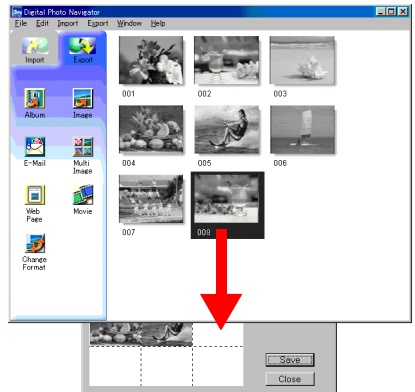 Digital Photo Navigator
File Edit Import Export Window Help
Import Export
001 002 003
Album Image
004 005 006
E-Mail Multi Image
Web Page Movie
007 008
Change Format
Save
Close